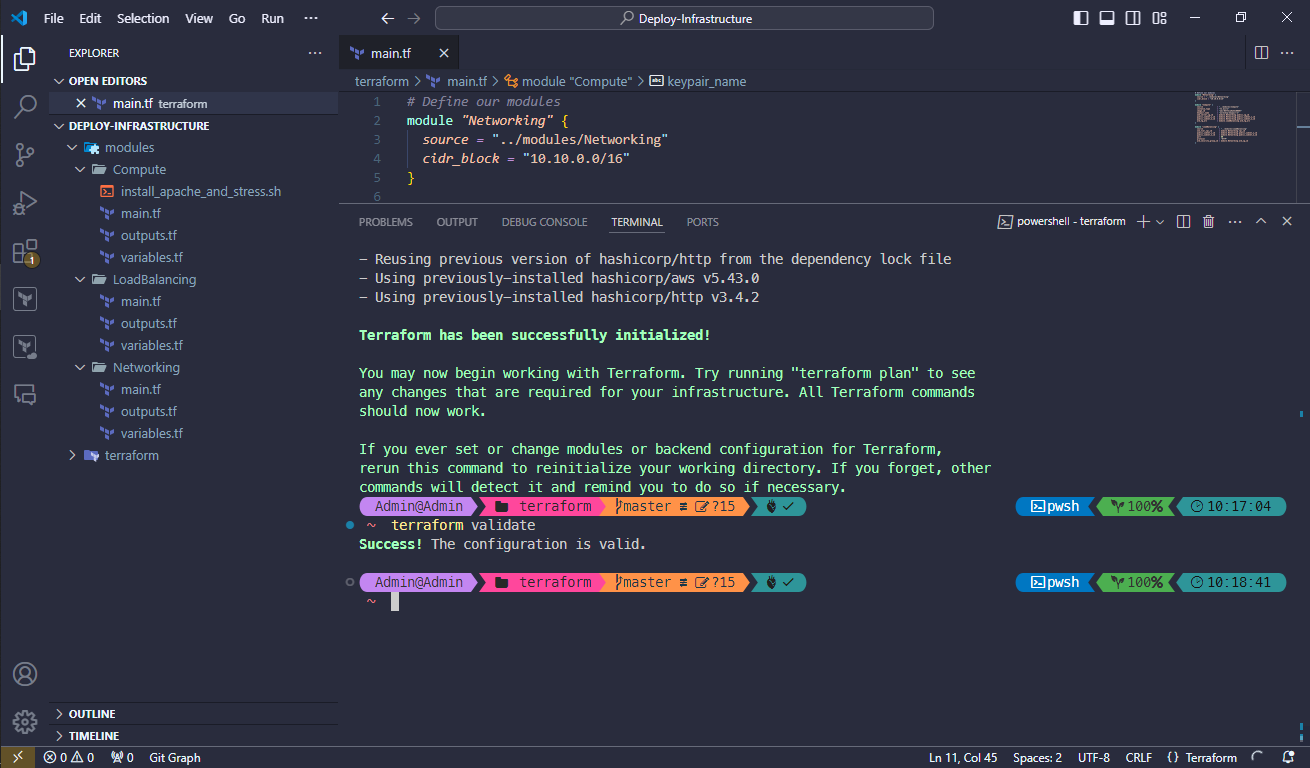 File Edit Selection View Go Run ··· Deploy-Infrastructure
EXPLORER ···
OPEN EDITORS
main.tf terraform
DEPLOY-INFRASTRUCTURE
modules
Compute
install_apache_and_stress.sh
main.tf
outputs.tf
variables.tf
LoadBalancing
main.tf
outputs.tf
variables.tf
Networking
main.tf
outputs.tf
variables.tf
terraform
OUTLINE
TIMELINE
main.tf
terraform > main.tf > module "Compute" > abc keypair_name
1 # Define our modules
2 module "Networking" {
3 source = "../modules/Networking"
4 cidr_block = "10.10.0.0/16"
5 }
6
PROBLEMS OUTPUT DEBUG CONSOLE TERMINAL PORTS powershell - terraform
- Reusing previous version of hashicorp/http from the dependency lock file
- Using previously-installed hashicorp/aws v5.43.0
- Using previously-installed hashicorp/http v3.4.2
Terraform has been successfully initialized!
You may now begin working with Terraform. Try running "terraform plan" to see
any changes that are required for your infrastructure. All Terraform commands
should now work.
If you ever set or change modules or backend configuration for Terraform,
rerun this command to reinitialize your working directory. If you forget, other
commands will detect it and remind you to do so if necessary.
Admin@Admin terraform master ≡ ?15 ✓ pwsh 100% 10:17:04
~ terraform validate
Success! The configuration is valid.
Admin@Admin terraform master ≡ ?15 ✓ pwsh 100% 10:18:41
~
1
0 0 0 Git Graph Ln 11, Col 45 Spaces: 2 UTF-8 CRLF {} Terraform